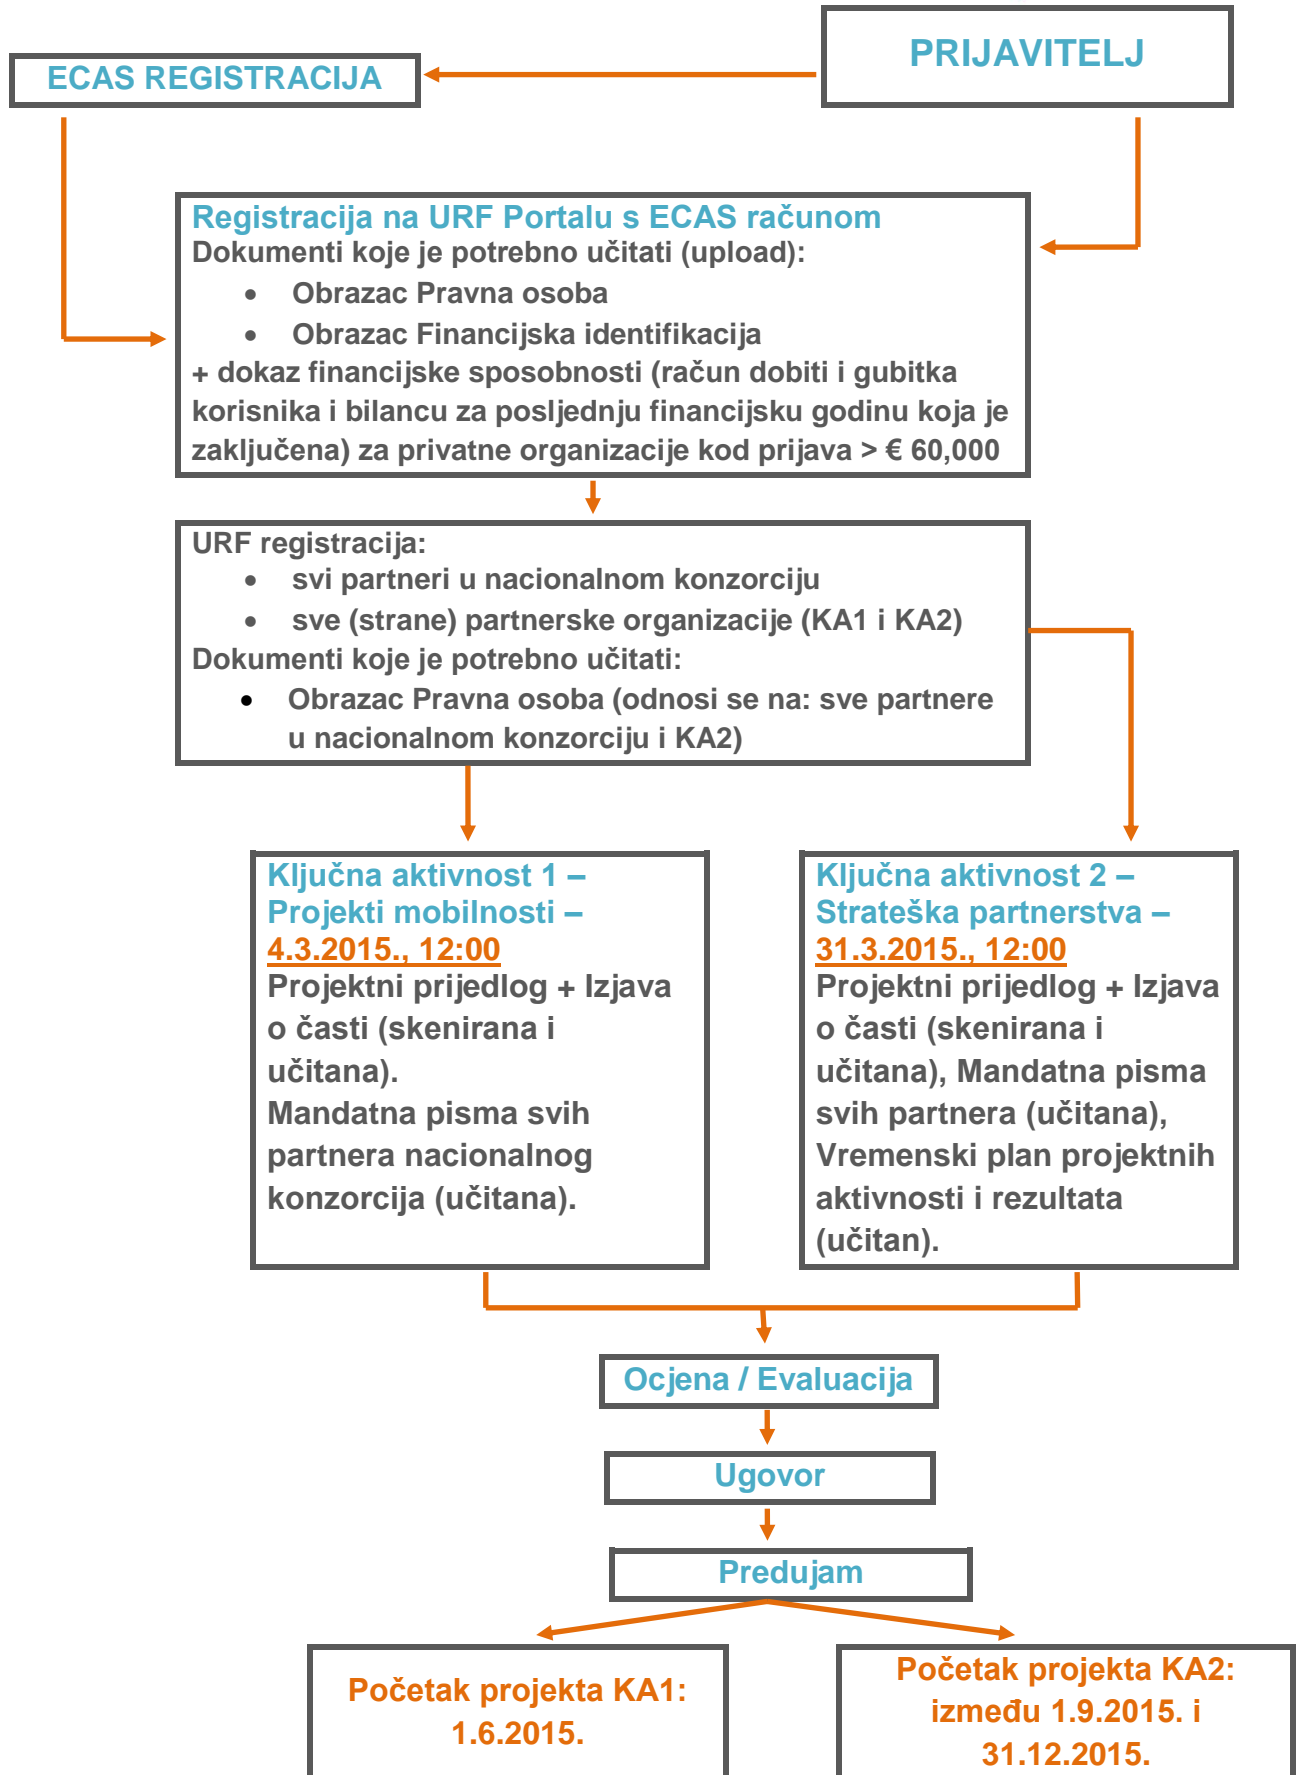 PRIJAVITELJ
ECAS REGISTRACIJA
Registracija na URF Portalu s ECAS računom
Dokumenti koje je potrebno učitati (upload):
• Obrazac Pravna osoba
• Obrazac Financijska identifikacija
+ dokaz financijske sposobnosti (račun dobiti i gubitka
korisnika i bilancu za posljednju financijsku godinu koja je
zaključena) za privatne organizacije kod prijava > € 60,000
URF registracija:
• svi partneri u nacionalnom konzorciju
• sve (strane) partnerske organizacije (KA1 i KA2)
Dokumenti koje je potrebno učitati:
• Obrazac Pravna osoba (odnosi se na: sve partnere
u nacionalnom konzorciju i KA2)
Ključna aktivnost 1 –
Projekti mobilnosti –
4.3.2015., 12:00
Projektni prijedlog + Izjava
o časti (skenirana i
učitana).
Mandatna pisma svih
partnera nacionalnog
konzorcija (učitana).
Ključna aktivnost 2 –
Strateška partnerstva –
31.3.2015., 12:00
Projektni prijedlog + Izjava
o časti (skenirana i
učitana), Mandatna pisma
svih partnera (učitana),
Vremenski plan projektnih
aktivnosti i rezultata
(učitan).
Ocjena / Evaluacija
Ugovor
Predujam
Početak projekta KA1:
1.6.2015.
Početak projekta KA2:
između 1.9.2015. i
31.12.2015.